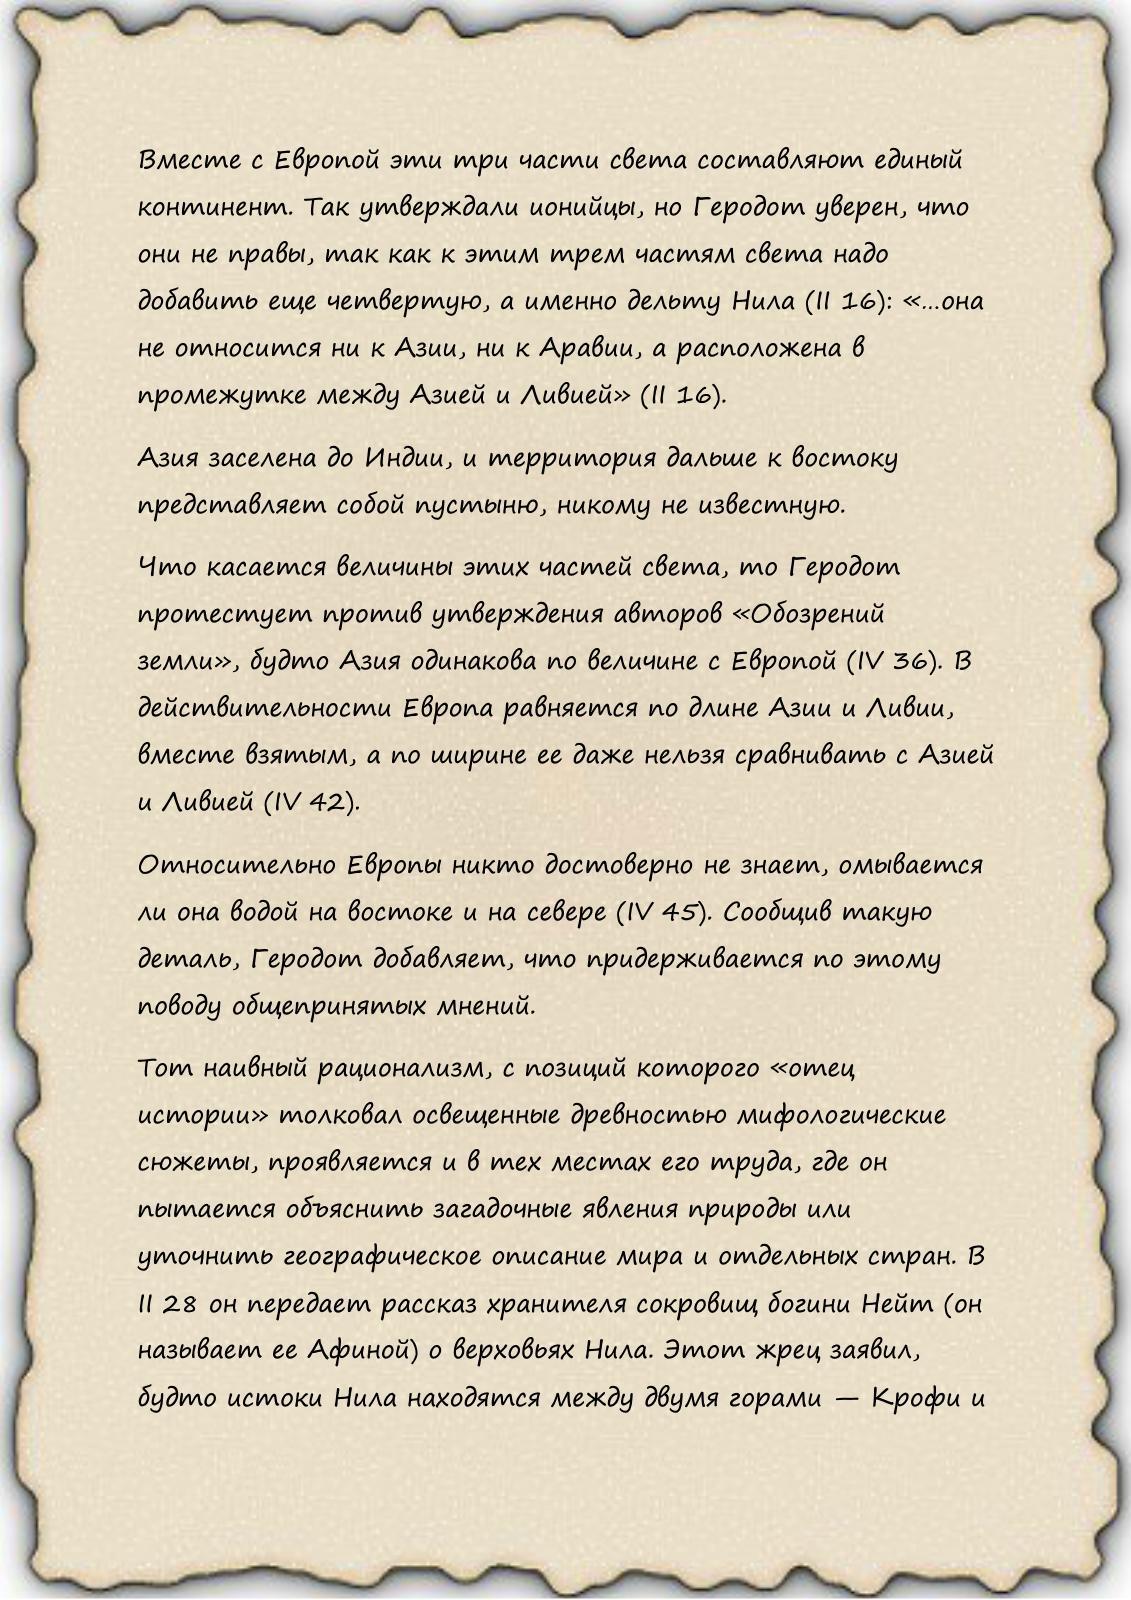 Вместе с Европой эти три части света составляют единый
континент. Так утверждали ионийцы, но Геродот уверен, что
они не правы, так как к этим трем частям света надо
добавить еще четвертую, а именно дельту Нила (II 16): «...она
не относится ни к Азии, ни к Аравии, а расположена в
промежутке между Азией и Ливией» (II 16).
Азия заселена до Индии, и территория дальше к востоку
представляет собой пустыню, никому не известную.
Что касается величины этих частей света, то Геродот
протестует против утверждения авторов «Обозрений
земли», будто Азия одинакова по величине с Европой (IV 36). В
действительности Европа равняется по длине Азии и Ливии,
вместе взятым, а по ширине ее даже нельзя сравнивать с Азией
и Ливией (IV 42).
Относительно Европы никто достоверно не знает, омывается
ли она водой на востоке и на севере (IV 45). Сообщив такую
деталь, Геродот добавляет, что придерживается по этому
поводу общепринятых мнений.
Тот наивный рационализм, с позиций которого «отец
истории» толковал освещенные древностью мифологические
сюжеты, проявляется и в тех местах его труда, где он
пытается объяснить загадочные явления природы или
уточнить географическое описание мира и отдельных стран. В
II 28 он передает рассказ хранителя сокровищ богини Нейт (он
называет ее Афиной) о верховьях Нила. Этот жрец заявил,
будто истоки Нила находятся между двумя горами — Крофи и